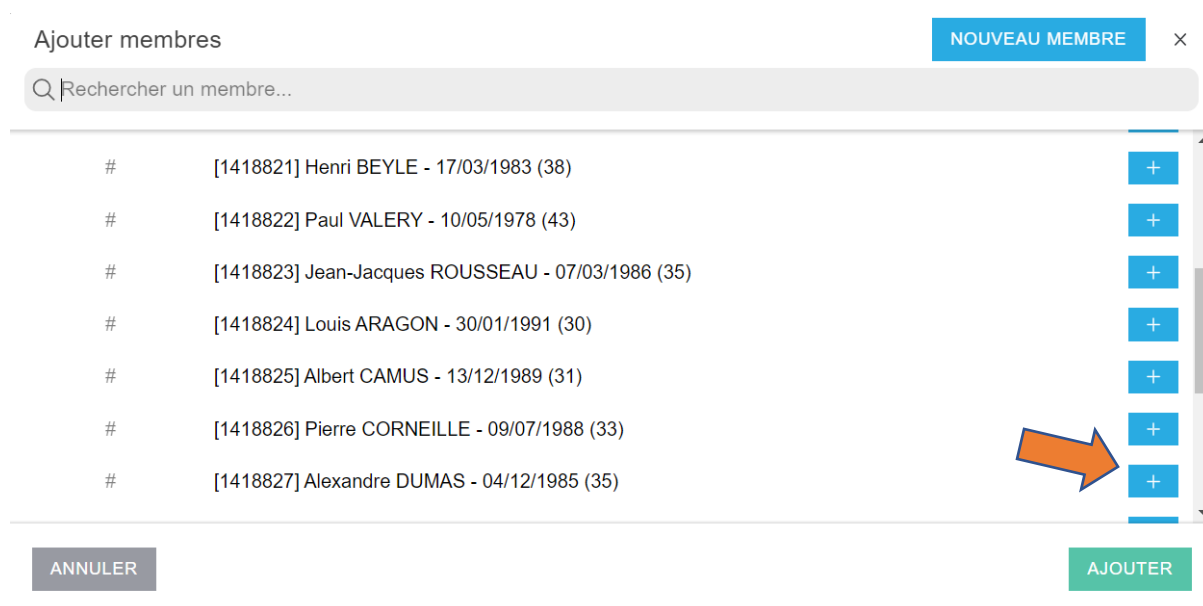 Ajouter membres
NOUVEAU MEMBRE
×
Rechercher un membre...
# [1418821] Henri BEYLE - 17/03/1983 (38) +
# [1418822] Paul VALERY - 10/05/1978 (43) +
# [1418823] Jean-Jacques ROUSSEAU - 07/03/1986 (35) +
# [1418824] Louis ARAGON - 30/01/1991 (30) +
# [1418825] Albert CAMUS - 13/12/1989 (31) +
# [1418826] Pierre CORNEILLE - 09/07/1988 (33) +
# [1418827] Alexandre DUMAS - 04/12/1985 (35) +
ANNULER
AJOUTER